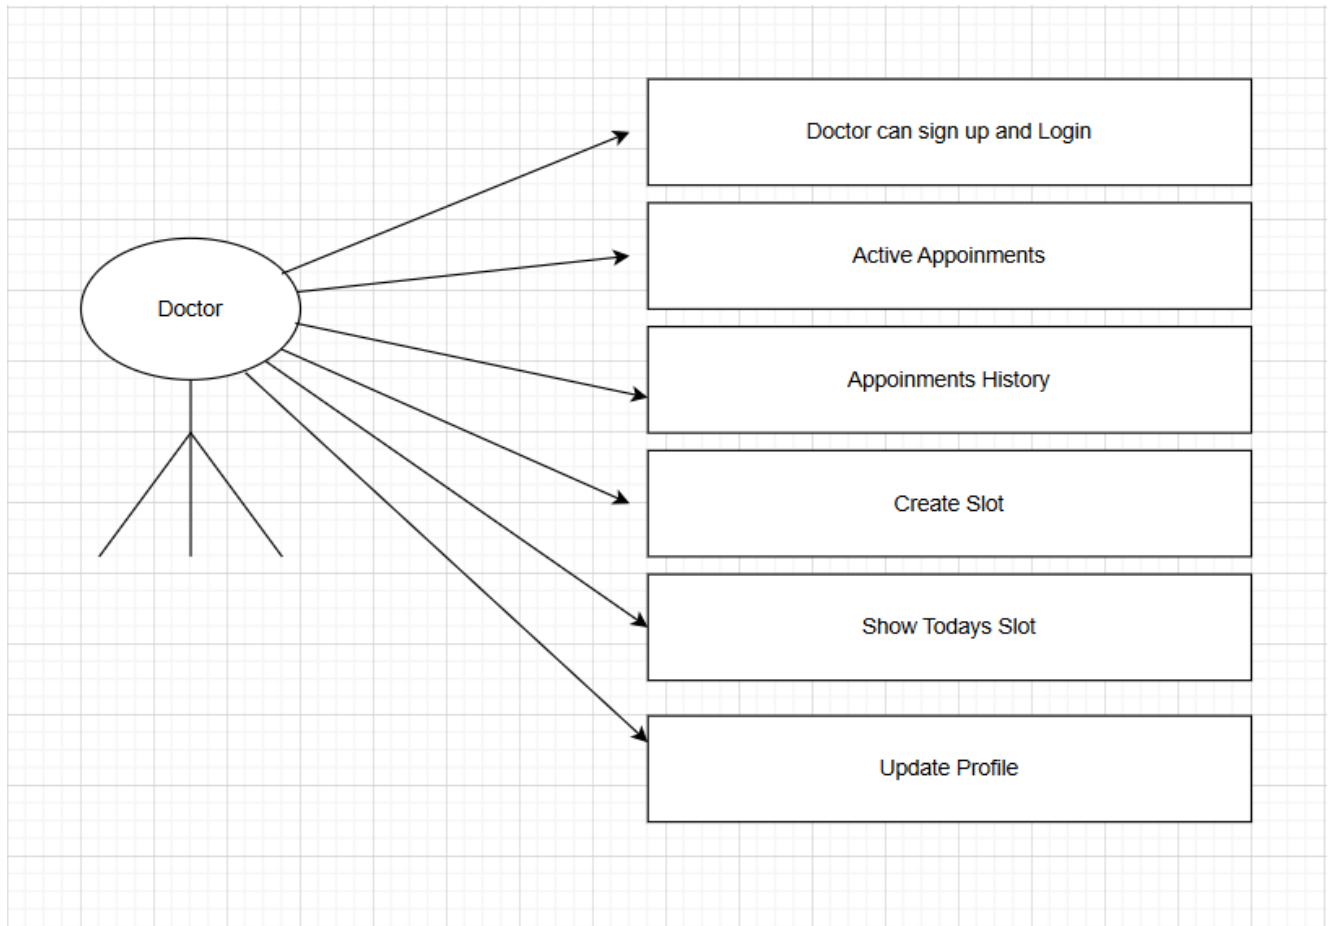 Doctor can sign up and Login
Active Appoinments
Doctor
Appoinments History
Create Slot
Show Todays Slot
Update Profile